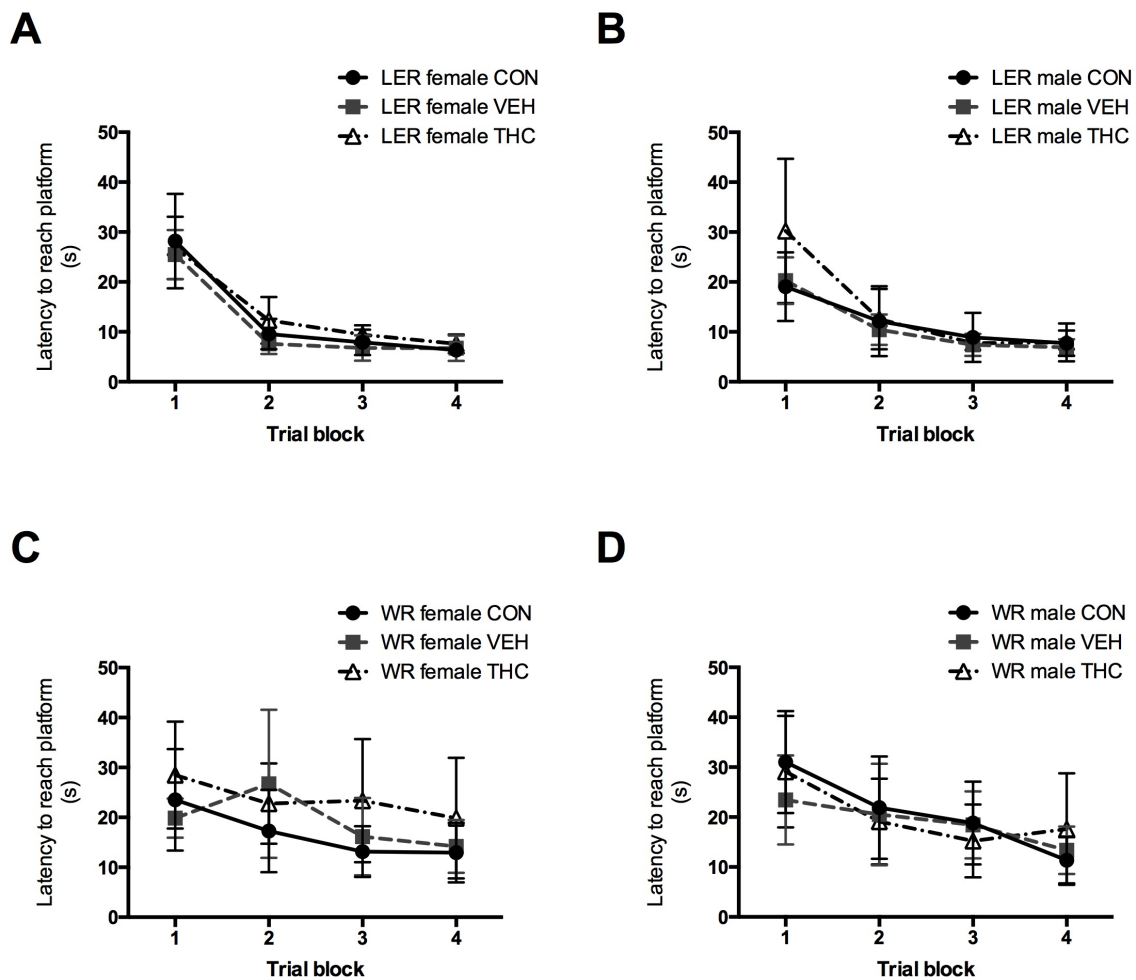 A
LER female CON
LER female VEH
LER female THC
50
40
30
20
10
0
Latency to reach platform
(s)
1 2 3 4
Trial block
B
LER male CON
LER male VEH
LER male THC
50
40
30
20
10
0
Latency to reach platform
(s)
1 2 3 4
Trial block
C
WR female CON
WR female VEH
WR female THC
50
40
30
20
10
0
Latency to reach platform
(s)
1 2 3 4
Trial block
D
WR male CON
WR male VEH
WR male THC
50
40
30
20
10
0
Latency to reach platform
(s)
1 2 3 4
Trial block